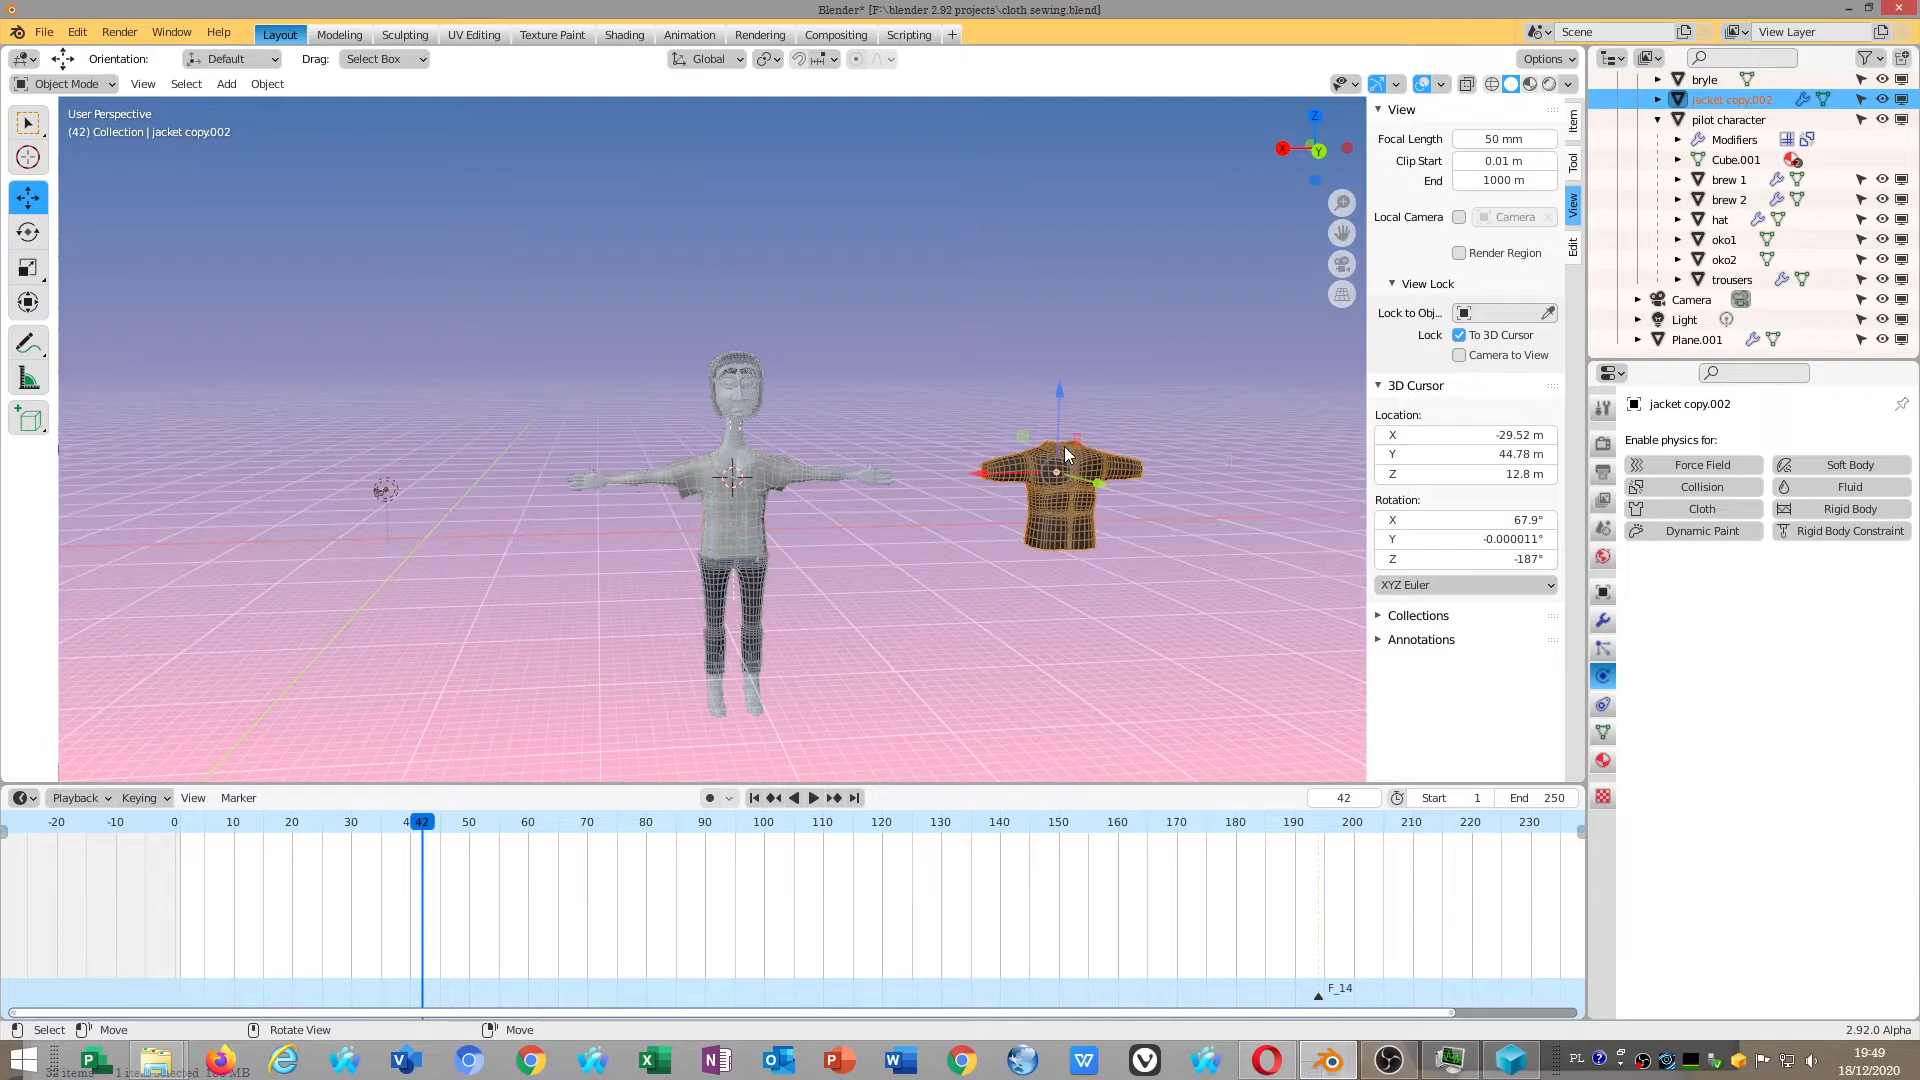 Blender* [F:\blender 2.92 projects\cloth sewing.blend]
File Edit Render Window Help Layout Modeling Sculpting UV Editing Texture Paint Shading Animation Rendering Compositing Scripting + Scene View Layer
Orientation: Default Drag: Select Box Global Options
Object Mode View Select Add Object
User Perspective
(42) Collection | jacket copy.002
Z
X
Y
View
Focal Length 50 mm
Clip Start 0.01 m
End 1000 m
Local Camera Camera
Render Region
View Lock
Lock to Obj...
Lock To 3D Cursor
Camera to View
3D Cursor
Location:
X -29.52 m
Y 44.78 m
Z 12.8 m
Rotation:
X 67.9°
Y -0.000011°
Z -187°
XYZ Euler
Collections
Annotations
Item
Tool
View
Edit
bryle
jacket copy.002
pilot character
Modifiers
Cube.001
brew 1
brew 2
hat
oko1
oko2
trousers
Camera
Light
Plane.001
jacket copy.002
Enable physics for:
Force Field Soft Body
Collision Fluid
Cloth Rigid Body
Dynamic Paint Rigid Body Constraint
Playback Keying View Marker 42 Start 1 End 250
-20 -10 0 10 20 30 4 42 50 60 70 80 90 100 110 120 130 140 150 160 170 180 190 200 210 220 230
F_14
Select Move Rotate View Move 2.92.0 Alpha
PL 19:49
18/12/2020
32 items 1 item selected